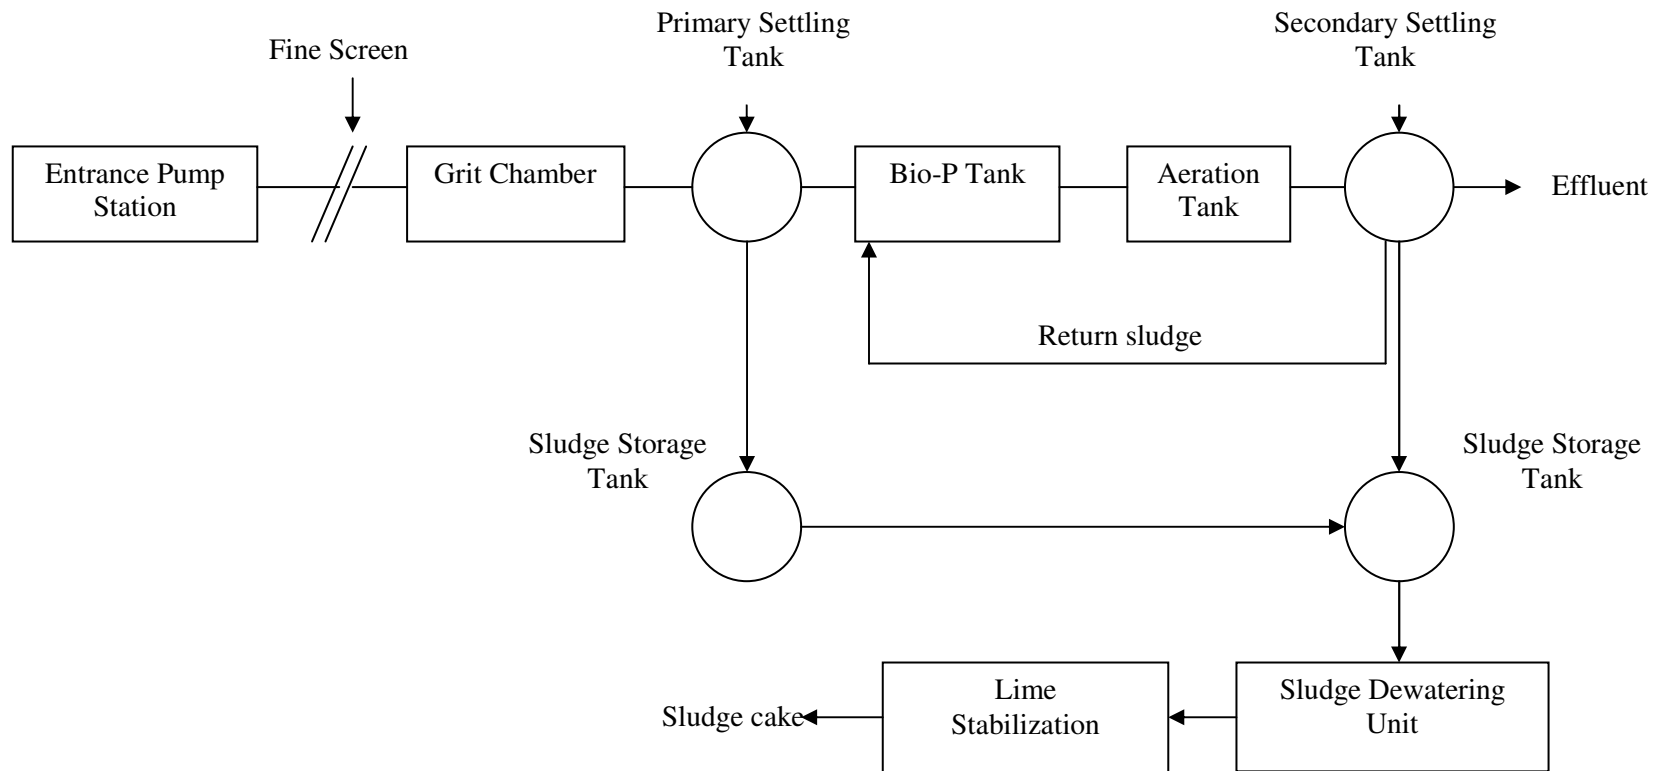 Primary Settling
Tank
Secondary Settling
Tank
Fine Screen
Entrance Pump
Station
Grit Chamber
Bio-P Tank
Aeration
Tank
Effluent
Return sludge
Sludge Storage
Tank
Sludge Storage
Tank
Lime
Stabilization
Sludge Dewatering
Unit
Sludge cake